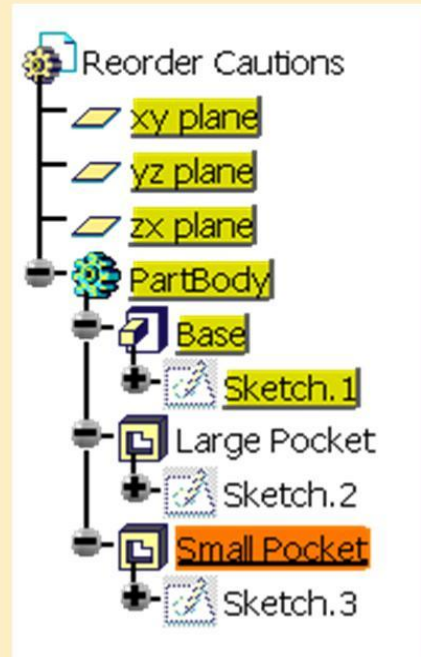 Reorder Cautions
xy plane
yz plane
zx plane
PartBody
Base
Sketch.1
Large Pocket
Sketch.2
Small Pocket
Sketch.3